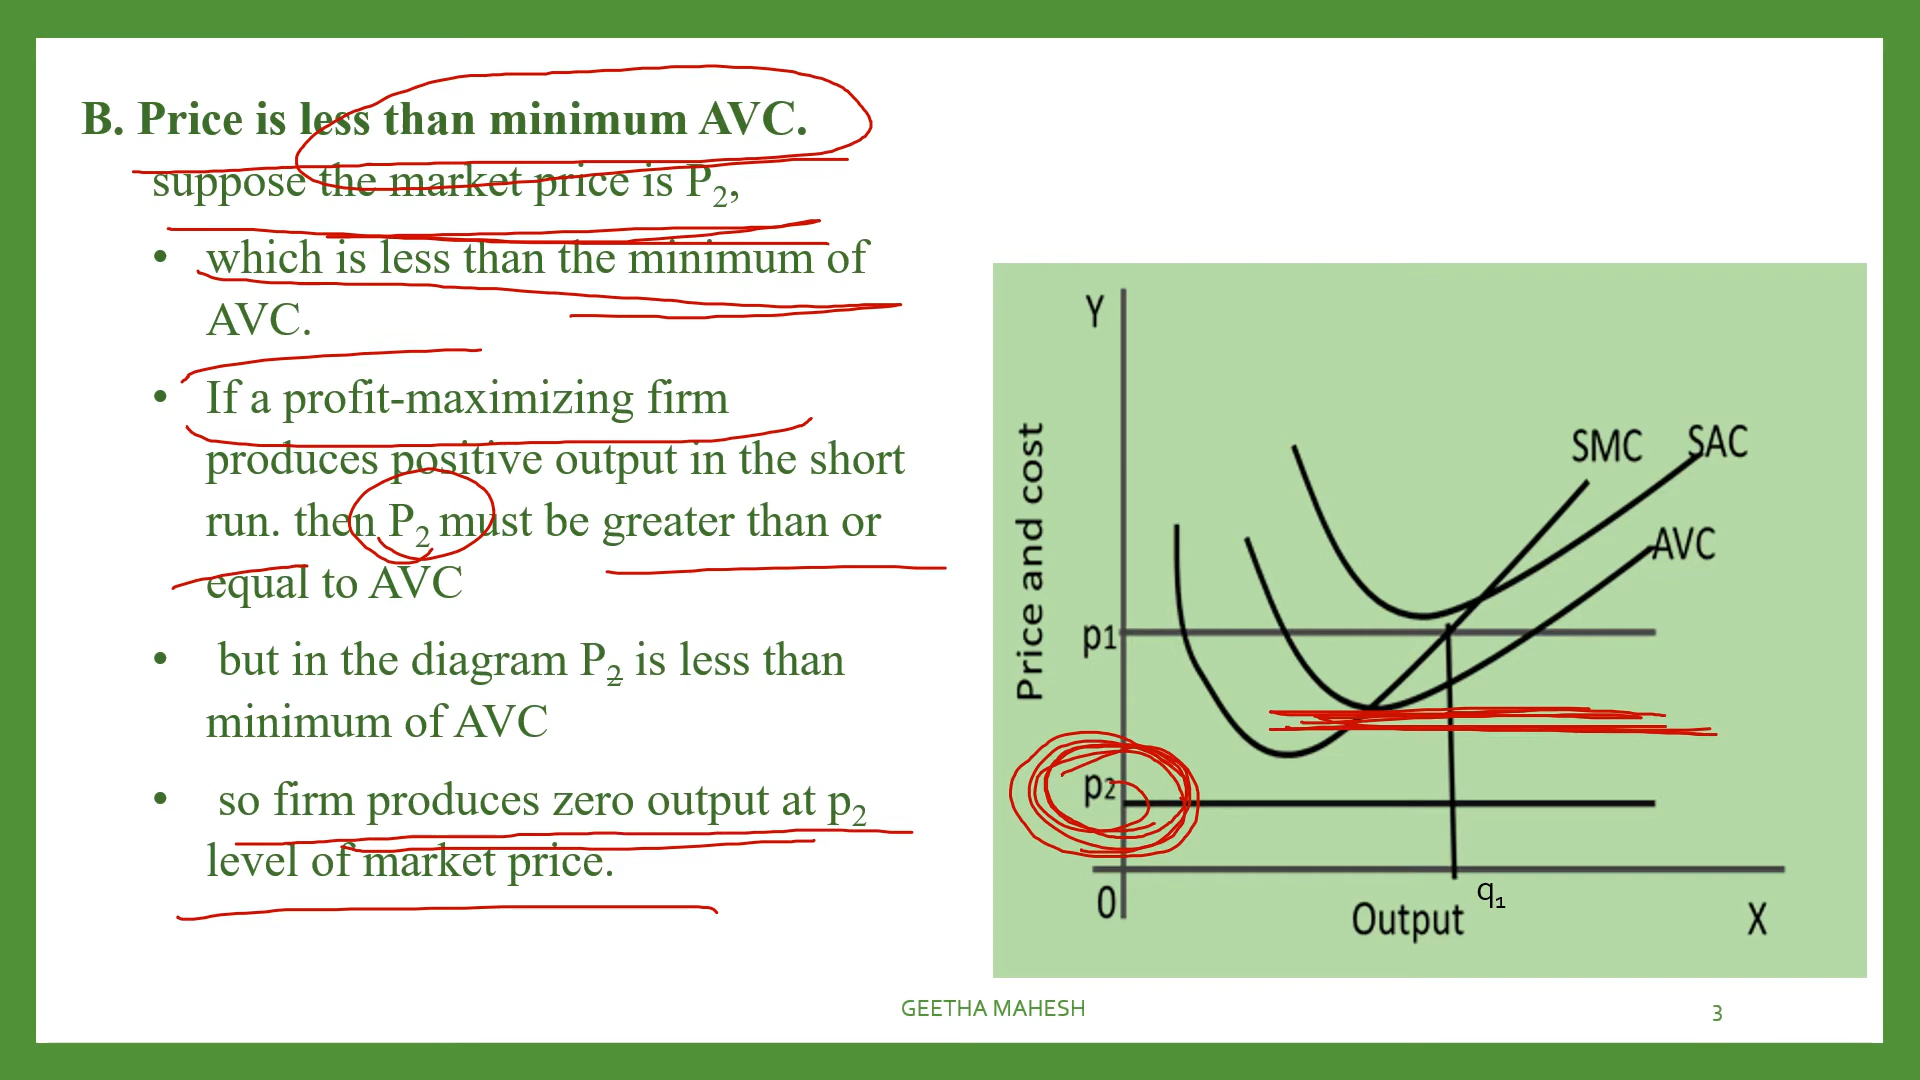 B. Price is less than minimum AVC.
suppose the market price is P₂,
• which is less than the minimum of
AVC.
• If a profit-maximizing firm
produces positive output in the short
run. then P₂ must be greater than or
equal to AVC
• but in the diagram P₂ is less than
minimum of AVC
• so firm produces zero output at p₂
level of market price.
Y
Price and cost
SMC
SAC
AVC
p1
p2
0
q₁
Output
X
GEETHA MAHESH
3